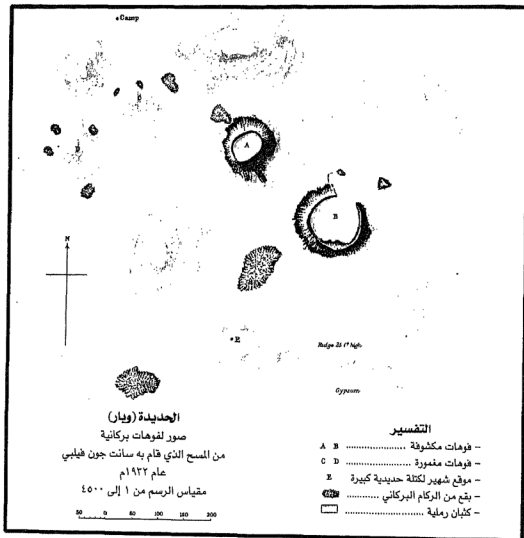 Camp
A
B
N
E
Ridge 25 ft high
Gypsum
الحديدة (وبار)
صور لفوهات بركانية
من المسح الذي قام به سانت جون فيلبي
عام ١٩٣٢م
مقياس الرسم من ١ إلى ٤٥٠٠
50 0 50 100 150 200
التفسير
- فوهات مكشوفة .................. A B
- فوهات مغمورة .................. C D
- موقع شهير لكتلة حديدية كبيرة E
- بقع من الركام البركاني ............
- كثبان رملية ......................